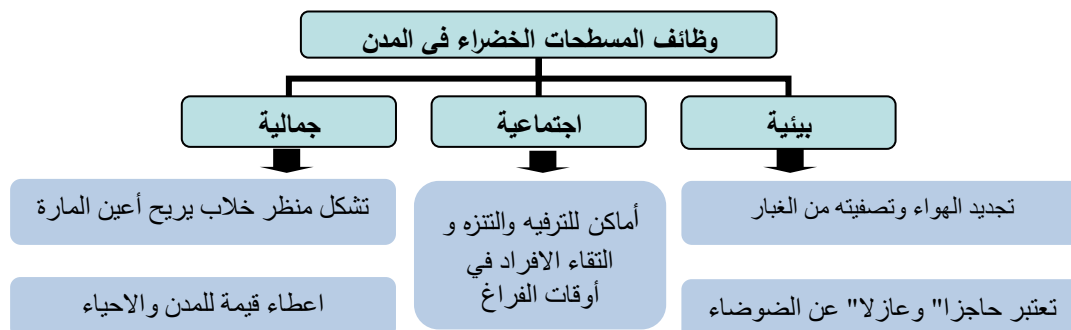 وظائف المسطحات الخضراء في المدن
بيئية
اجتماعية
جمالية
تجديد الهواء وتصفيته من الغبار
تعتبر حاجزا" وعازلا" عن الضوضاء
أماكن للترفيه والتنزه و
التقاء الافراد في
أوقات الفراغ
تشكل منظر خلاب يريح أعين المارة
اعطاء قيمة للمدن والاحياء